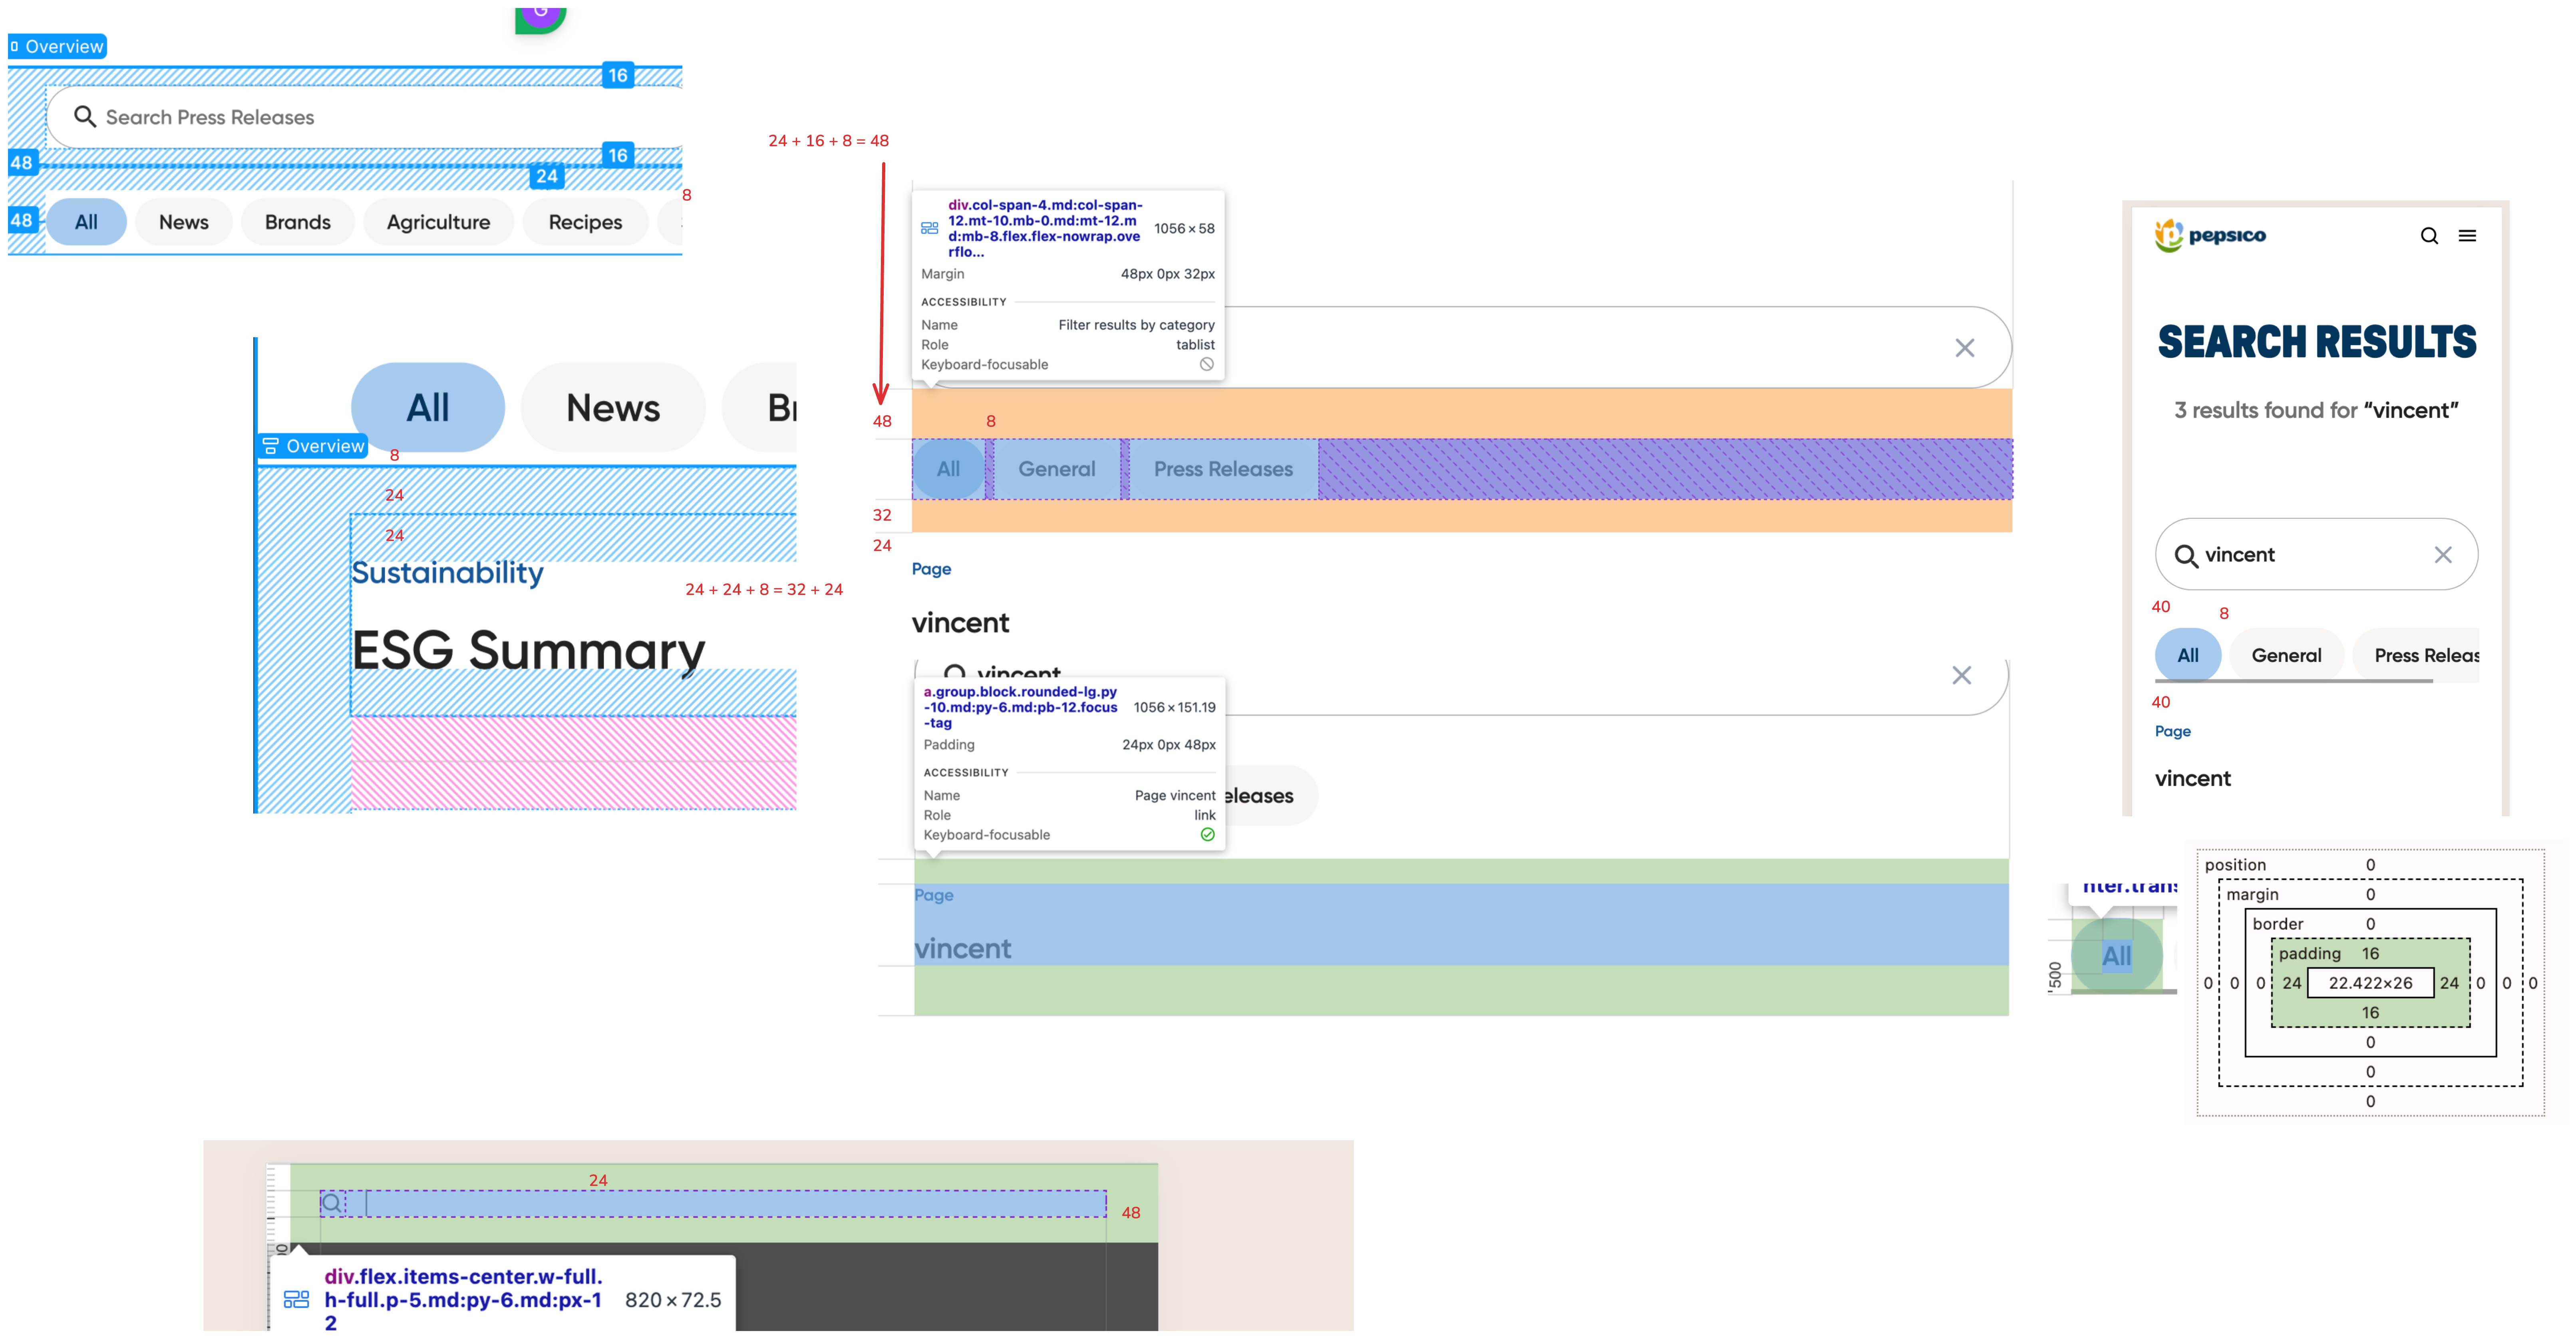 G
Overview
16
Search Press Releases
16
48
24
8
48
All
News
Brands
Agriculture
Recipes
24 + 16 + 8 = 48
div.col-span-4.md:col-span-
12.mt-10.mb-0.md:mt-12.m
d:mb-8.flex.flex-nowrap.ove
rflo...
1056 × 58
Margin
48px 0px 32px
ACCESSIBILITY
Name
Filter results by category
Role
tablist
Keyboard-focusable
48
8
All
General
Press Releases
32
24
Page
vincent
All
News
Overview
8
24
24
Sustainability
24 + 24 + 8 = 32 + 24
ESG Summary
vincent
a.group.block.rounded-lg.py
-10.md:py-6.md:pb-12.focus
-tag
1056 × 151.19
Padding
24px 0px 48px
ACCESSIBILITY
Name
Page vincent
Role
link
Keyboard-focusable
eleases
Page
vincent
pepsico
SEARCH RESULTS
3 results found for “vincent”
vincent
40
8
All
General
Press Releas
40
Page
vincent
nter.trans
All
500
position
0
margin
0
border
0
padding
16
0
0
0
24
22.422×26
24
0
0
0
16
0
0
0
24
48
div.flex.items-center.w-full.
h-full.p-5.md:py-6.md:px-1
2
820 × 72.5